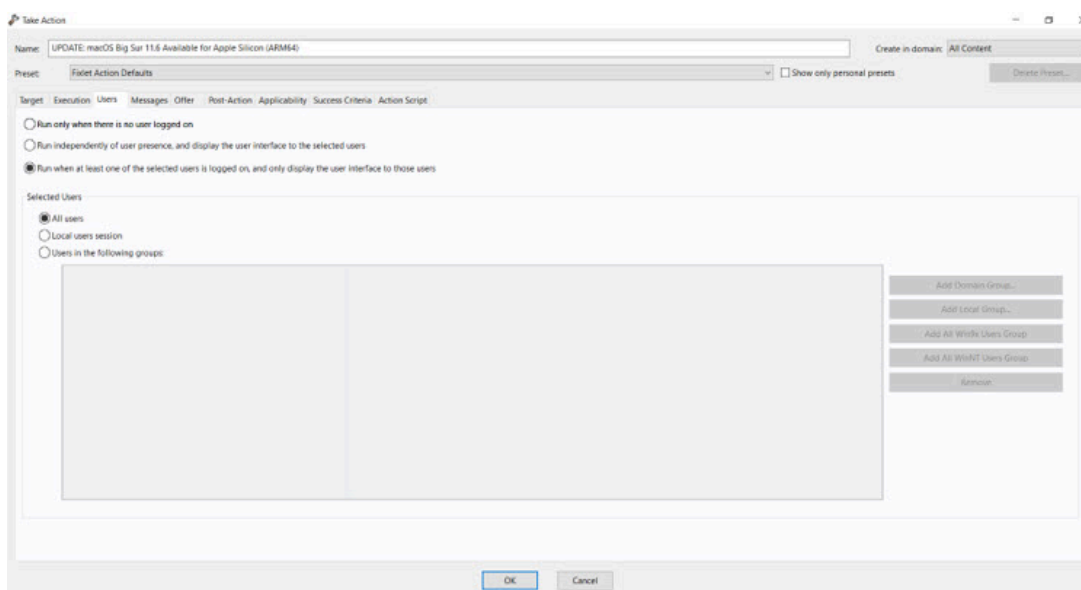 Take Action
Name: UPDATE: macOS Big Sur 11.6 Available for Apple Silicon (ARM64) Create in domain: All Content
Preset: Fixlet Action Defaults Show only personal presets Delete Preset...
Target Execution Users Messages Offer Post-Action Applicability Success Criteria Action Script
Run only when there is no user logged on
Run independently of user presence, and display the user interface to the selected users
Run when at least one of the selected users is logged on, and only display the user interface to those users
Selected Users
All users
Local users session
Users in the following groups:
Add Domain Group...
Add Local Group...
Add All Win9x Users Group
Add All WinNT Users Group
Remove
OK Cancel